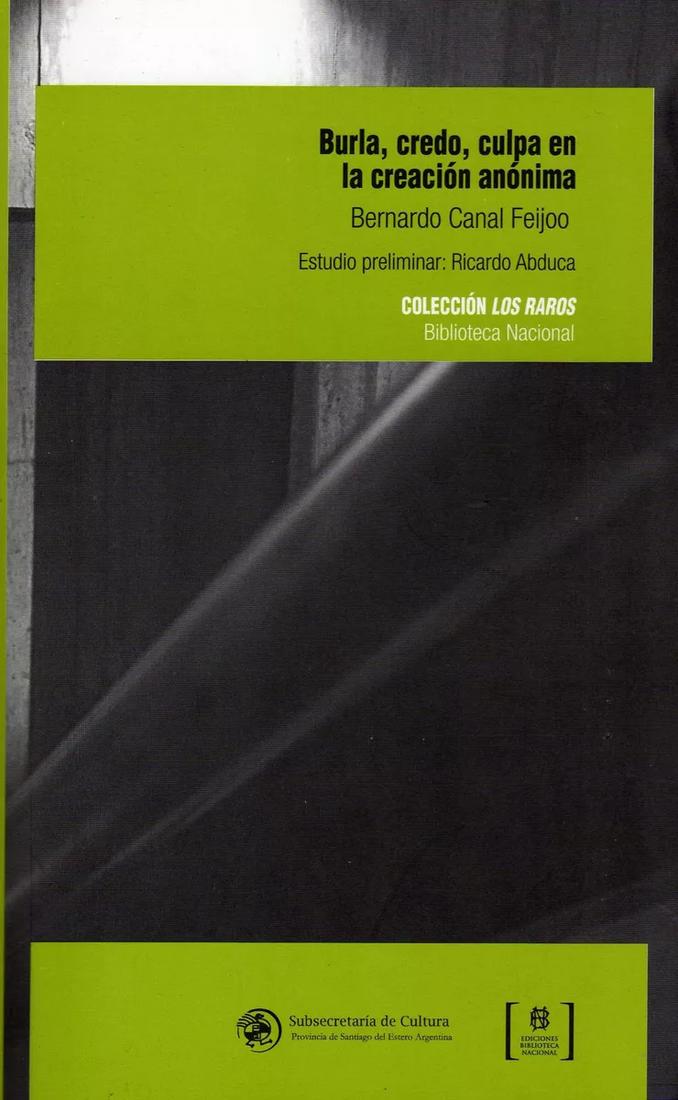 Burla, credo, culpa en
la creación anónima
Bernardo Canal Feijoo
Estudio preliminar: Ricardo Abduca
COLECCIÓN LOS RAROS
Biblioteca Nacional
Subsecretaría de Cultura
Provincia de Santiago del Estero Argentina
EDICIONES
BIBLIOTECA
NACIONAL